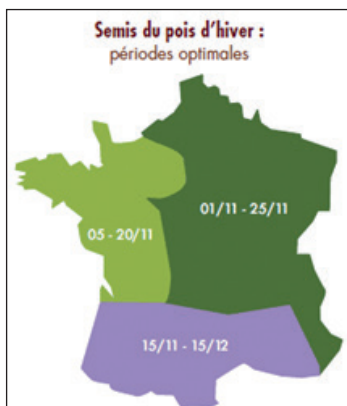 Semis du pois d'hiver :
périodes optimales
01/11 - 25/11
05 - 20/11
15/11 - 15/12